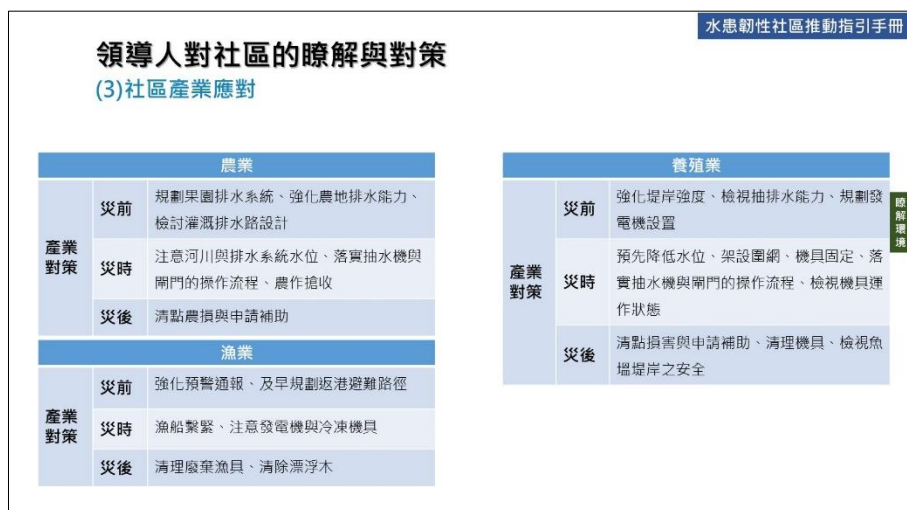 水患韌性社區推動指引手冊
領導人對社區的瞭解與對策
(3)社區產業應對
農業
產業
對策
災前
規劃果園排水系統、強化農地排水能力、
檢討灌溉排水路設計
災時
注意河川與排水系統水位、落實抽水機與
閘門的操作流程、農作搶收
災後
清點農損與申請補助
漁業
產業
對策
災前
強化預警通報、及早規劃返港避難路徑
災時
漁船繫緊、注意發電機與冷凍機具
災後
清理廢棄漁具、清除漂浮木
養殖業
產業
對策
災前
強化堤岸強度、檢視抽排水能力、規劃發
電機設置
災時
預先降低水位、架設圍網、機具固定、落
實抽水機與閘門的操作流程、檢視機具運
作狀態
災後
清點損害與申請補助、清理機具、檢視魚
塭堤岸之安全
瞭解環境